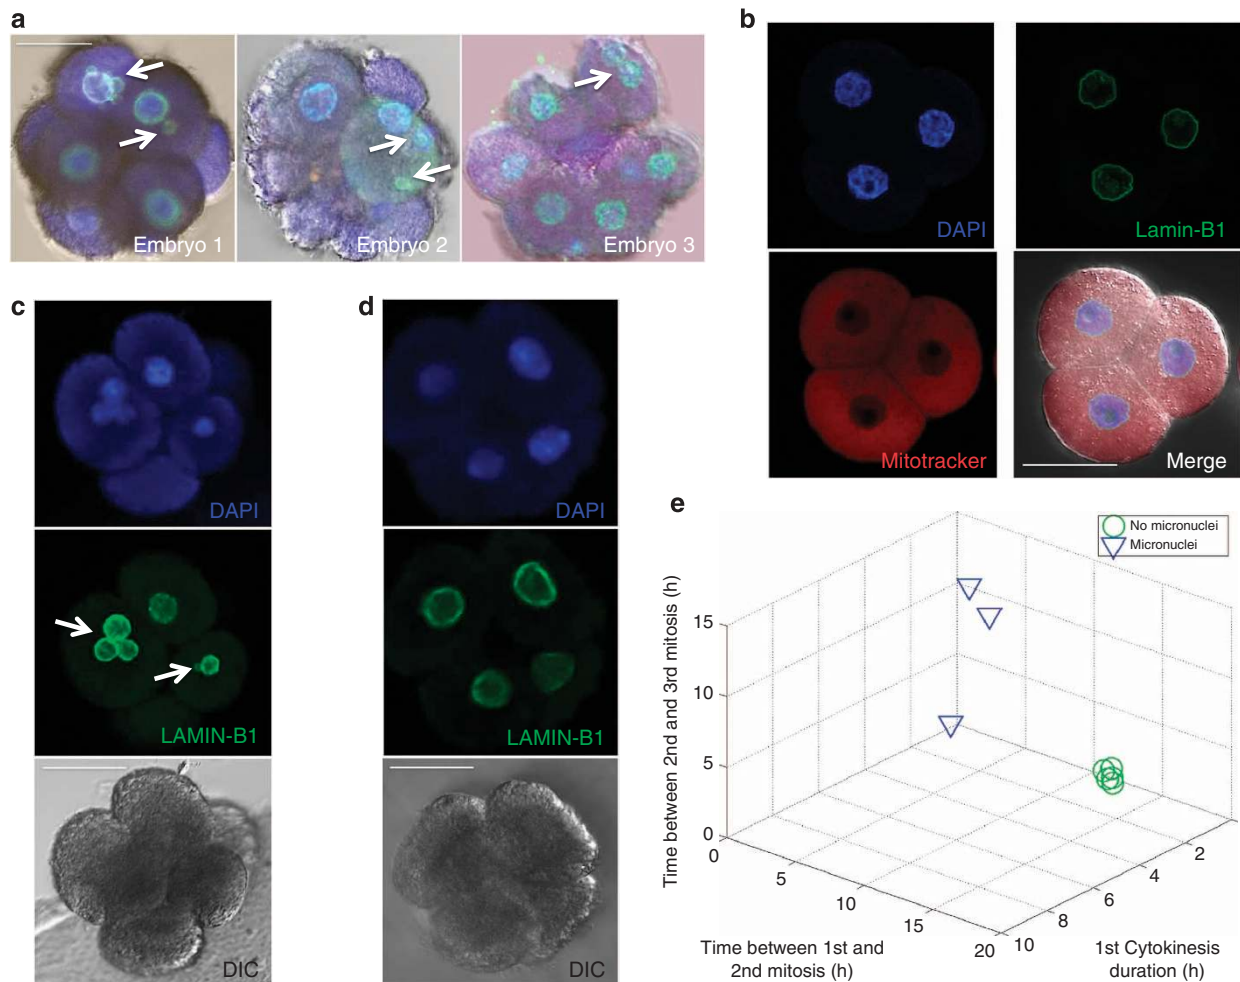 a
Embryo 1
Embryo 2
Embryo 3
b
DAPI
Lamin-B1
Mitotracker
Merge
c
DAPI
LAMIN-B1
DIC
d
DAPI
LAMIN-B1
DIC
e
No micronuclei
Micronuclei
Time between 2nd and 3rd mitosis (h)
15
10
5
0
0
5
10
15
20
10
8
6
4
2
Time between 1st and
2nd mitosis (h)
1st Cytokinesis
duration (h)